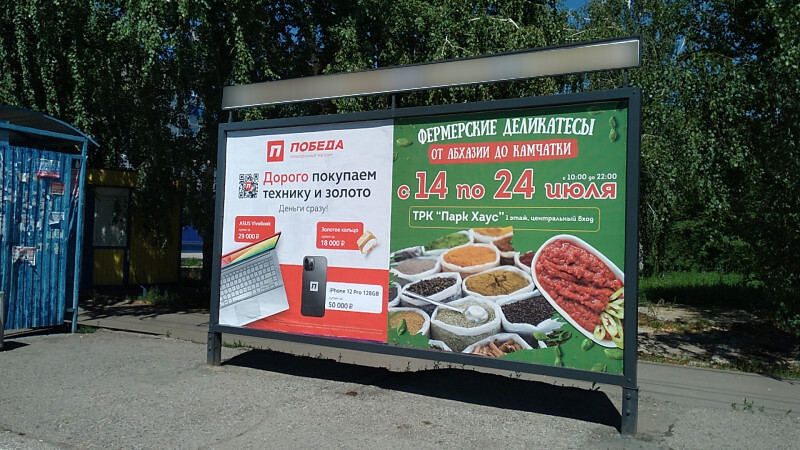 ПОБЕДА
Дорого покупаем
технику и золото
Деньги сразу!
ASUS VivoBook
29 000 ₽
Золотое кольцо
18 000 ₽
iPhone 12 Pro 128GB
50 000 ₽
ФЕРМЕРСКИЕ ДЕЛИКАТЕСЫ
ОТ АБХАЗИИ ДО КАМЧАТКИ
с 10:00 до 22:00
с 14 по 24 июля
ТРК "Парк Хаус" 1 этаж, центральный вход